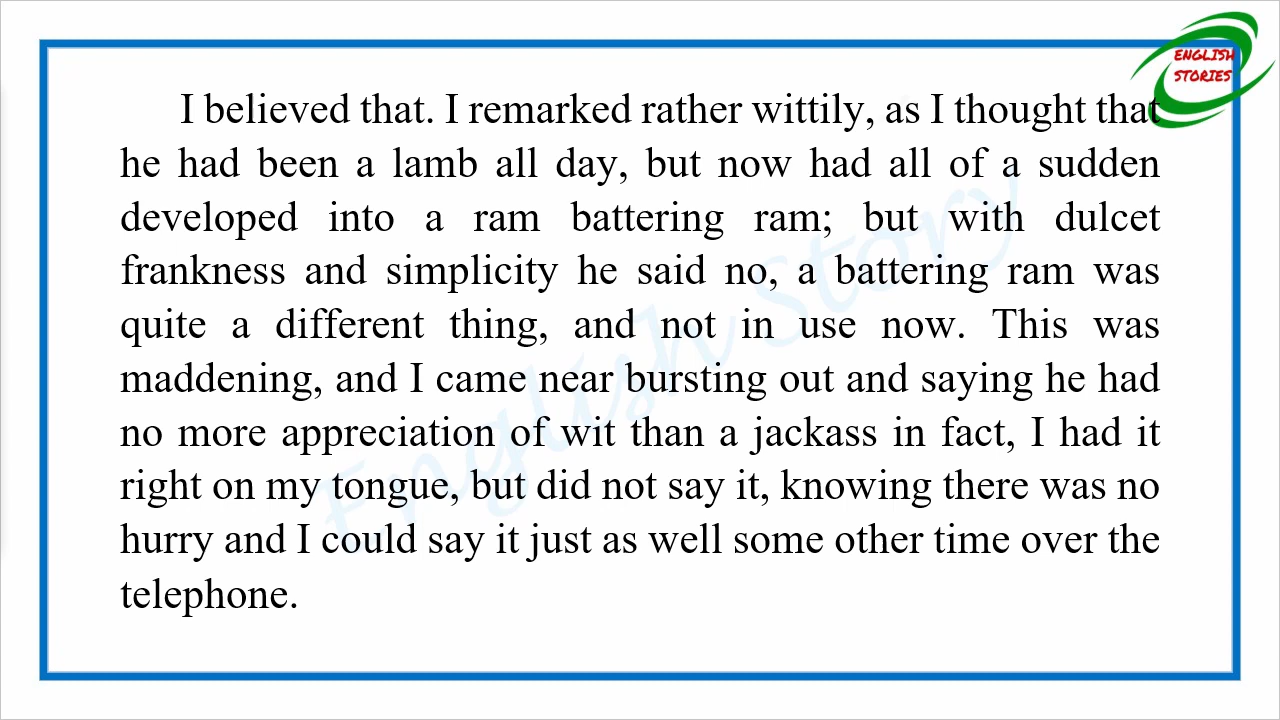 ENGLISH
STORIES
I believed that. I remarked rather wittily, as I thought that
he had been a lamb all day, but now had all of a sudden
developed into a ram battering ram; but with dulcet
frankness and simplicity he said no, a battering ram was
quite a different thing, and not in use now. This was
maddening, and I came near bursting out and saying he had
no more appreciation of wit than a jackass in fact, I had it
right on my tongue, but did not say it, knowing there was no
hurry and I could say it just as well some other time over the
telephone.
English Story